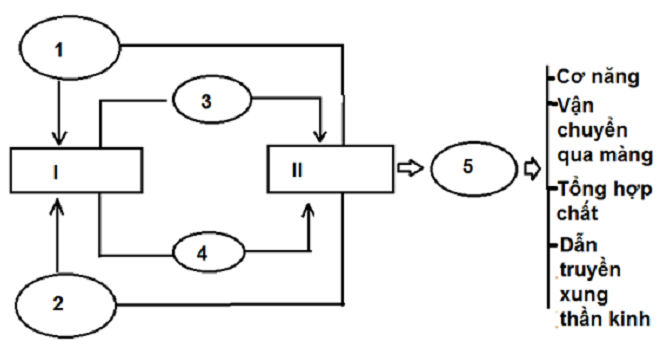 1
3
I
II
5
4
2
Cơ năng
Vận
chuyển
qua màng
Tổng hợp
chất
Dẫn
truyền
xung
thần kinh